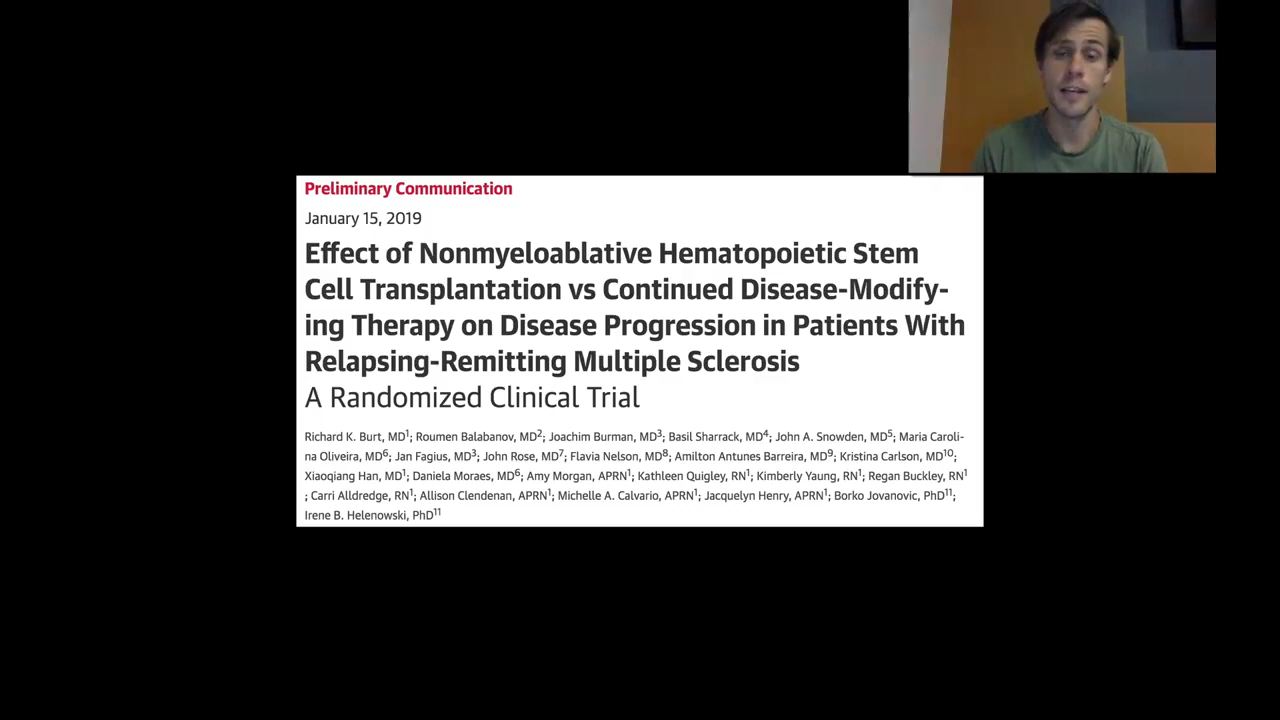 Preliminary Communication
January 15, 2019
Effect of Nonmyeloablative Hematopoietic Stem
Cell Transplantation vs Continued Disease-Modify-
ing Therapy on Disease Progression in Patients With
Relapsing-Remitting Multiple Sclerosis
A Randomized Clinical Trial
Richard K. Burt, MD1; Roumen Balabanov, MD2; Joachim Burman, MD3; Basil Sharrack, MD4; John A. Snowden, MD5; Maria Caroli-
na Oliveira, MD6; Jan Fagius, MD3; John Rose, MD7; Flavia Nelson, MD8; Amilton Antunes Barreira, MD9; Kristina Carlson, MD10;
Xiaoqiang Han, MD1; Daniela Moraes, MD6; Amy Morgan, APRN1; Kathleen Quigley, RN1; Kimberly Yaung, RN1; Regan Buckley, RN1
; Carri Alldredge, RN1; Allison Clendenan, APRN1; Michelle A. Calvario, APRN1; Jacquelyn Henry, APRN1; Borko Jovanovic, PhD11;
Irene B. Helenowski, PhD11